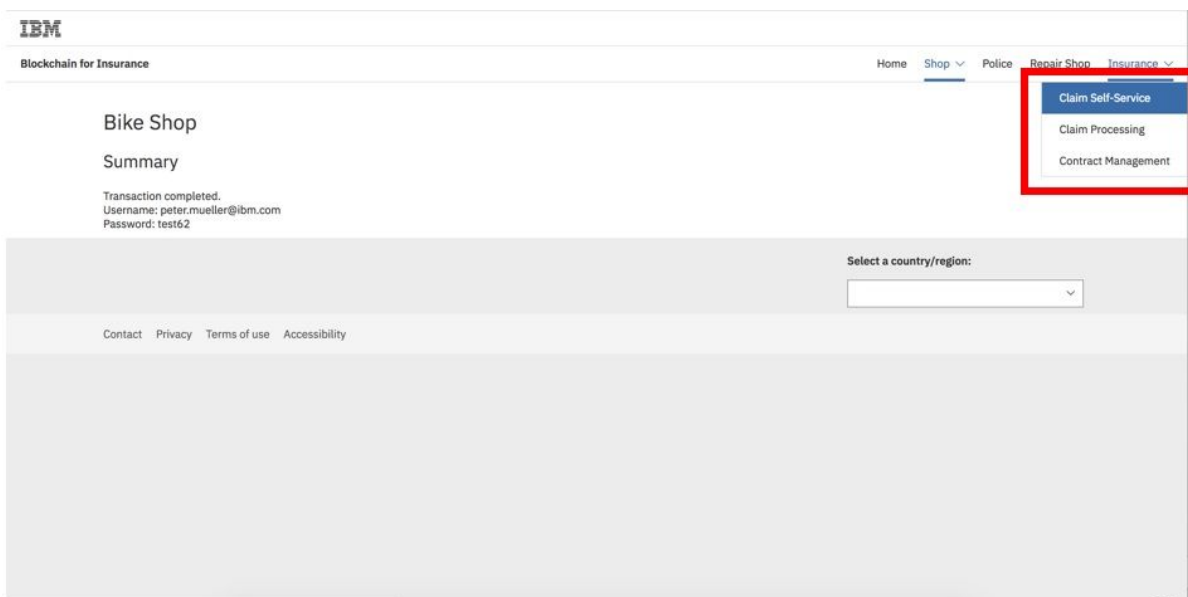 IBM
Blockchain for Insurance Home Shop Police Repair Shop Insurance
Claim Self-Service
Claim Processing
Contract Management
Bike Shop
Summary
Transaction completed.
Username: peter.mueller@ibm.com
Password: test62
Select a country/region:
Contact Privacy Terms of use Accessibility